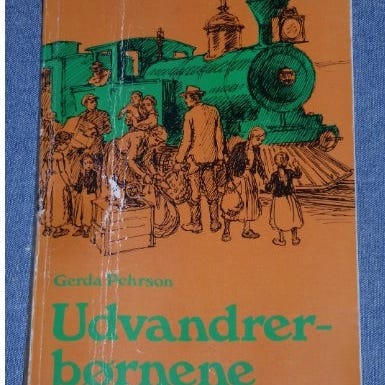 Gerda Pehrson
Udvandrer-
børnene